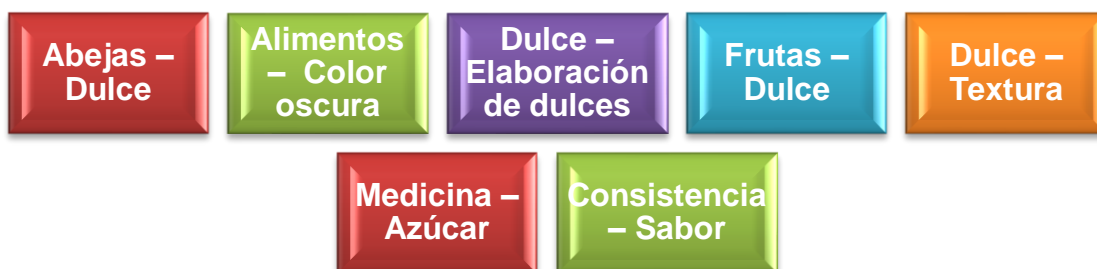 Abejas –
Dulce
Alimentos
– Color
oscura
Dulce –
Elaboración
de dulces
Frutas –
Dulce
Dulce –
Textura
Medicina –
Azúcar
Consistencia
– Sabor